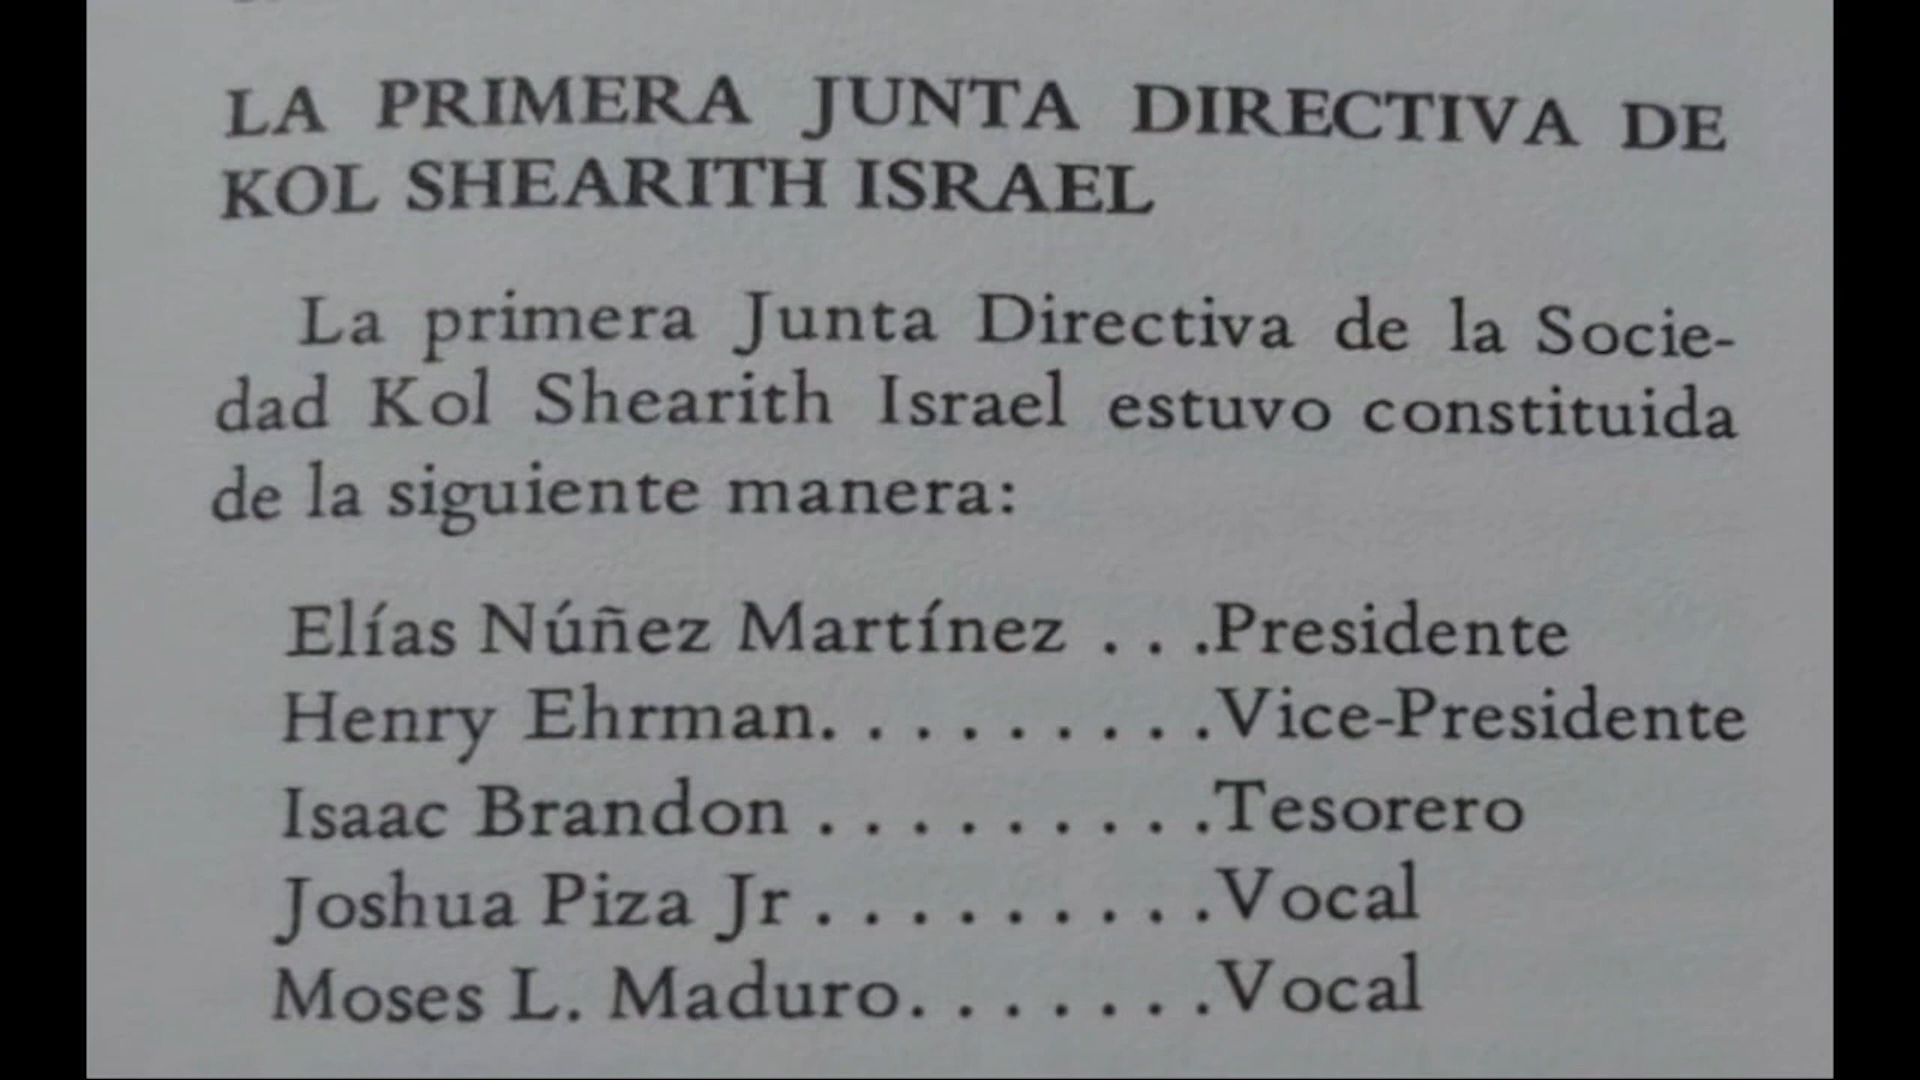 LA PRIMERA JUNTA DIRECTIVA DE
KOL SHEARITH ISRAEL
La primera Junta Directiva de la Socie-
dad Kol Shearith Israel estuvo constituida
de la siguiente manera:
Elías Núñez Martínez . . .Presidente
Henry Ehrman. . . . . . . . .Vice-Presidente
Isaac Brandon . . . . . . . . .Tesorero
Joshua Piza Jr . . . . . . . . .Vocal
Moses L. Maduro. . . . . . .Vocal